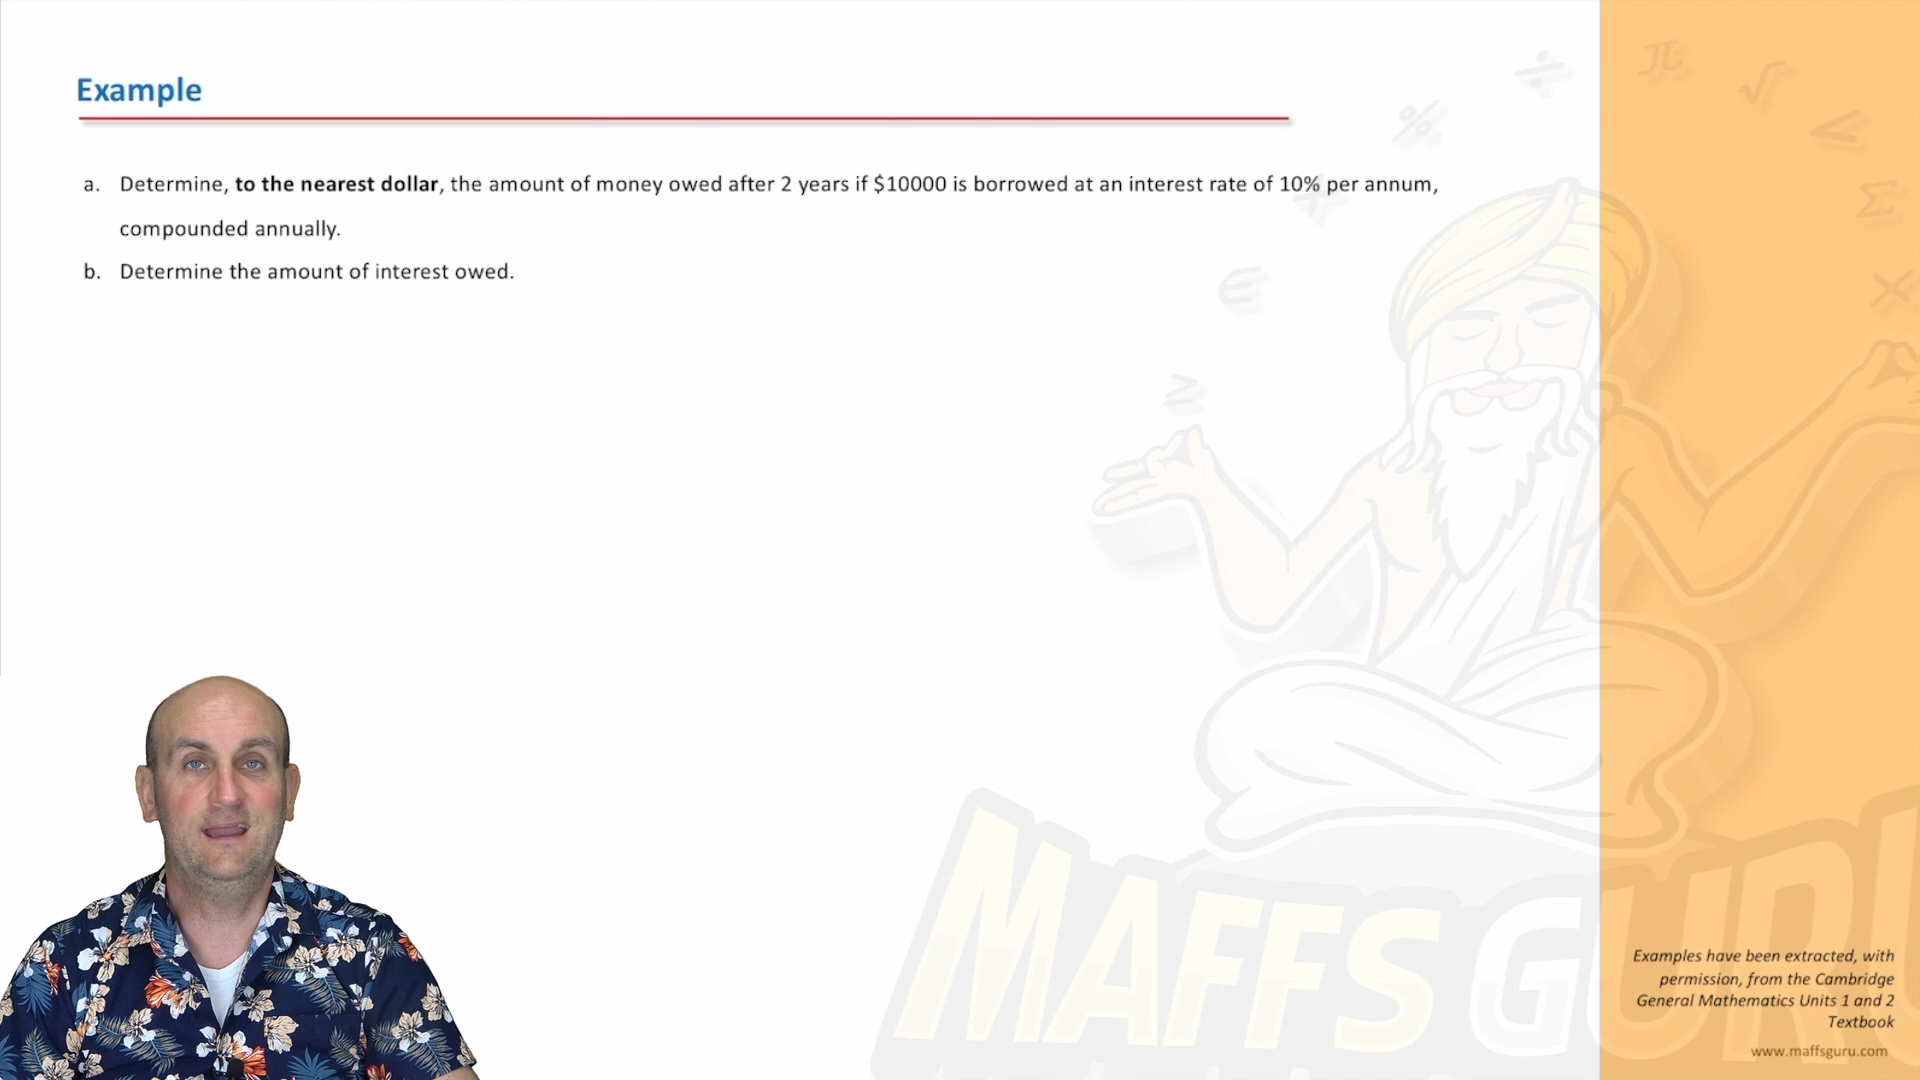 Example
a. Determine, to the nearest dollar, the amount of money owed after 2 years if $10000 is borrowed at an interest rate of 10% per annum,
compounded annually.
b. Determine the amount of interest owed.
MAFFS GURU
Examples have been extracted, with
permission, from the Cambridge
General Mathematics Units 1 and 2
Textbook
www.maffsguru.com